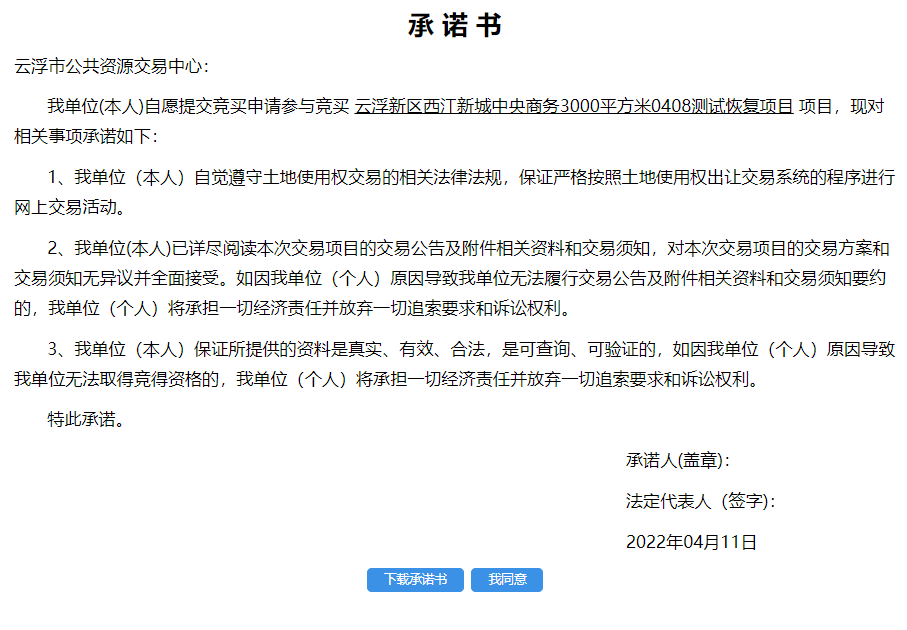 承 诺 书
云浮市公共资源交易中心：
我单位(本人)自愿提交竞买申请参与竞买 云浮新区西江新城中央商务3000平方米0408测试恢复项目 项目，现对
相关事项承诺如下：
1、我单位（本人）自觉遵守土地使用权交易的相关法律法规，保证严格按照土地使用权出让交易系统的程序进行
网上交易活动。
2、我单位(本人)已详尽阅读本次交易项目的交易公告及附件相关资料和交易须知，对本次交易项目的交易方案和
交易须知无异议并全面接受。如因我单位（个人）原因导致我单位无法履行交易公告及附件相关资料和交易须知要约
的，我单位（个人）将承担一切经济责任并放弃一切追索要求和诉讼权利。
3、我单位（本人）保证所提供的资料是真实、有效、合法，是可查询、可验证的，如因我单位（个人）原因导致
我单位无法取得竞得资格的，我单位（个人）将承担一切经济责任并放弃一切追索要求和诉讼权利。
特此承诺。
承诺人(盖章)：
法定代表人（签字)：
2022年04月11日
下载承诺书 我同意